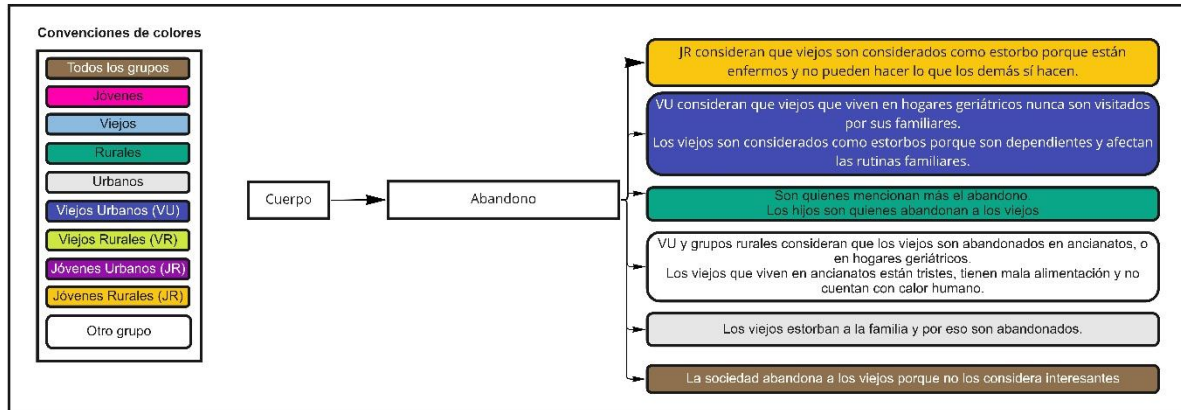 Convenciones de colores
Todos los grupos
Jóvenes
Viejos
Rurales
Urbanos
Viejos Urbanos (VU)
Viejos Rurales (VR)
Jóvenes Urbanos (JR)
Jóvenes Rurales (JR)
Otro grupo
Cuerpo
Abandono
JR consideran que viejos son considerados como estorbo porque están
enfermos y no pueden hacer lo que los demás sí hacen.
VU consideran que viejos que viven en hogares geriátricos nunca son visitados
por sus familiares.
Los viejos son considerados como estorbos porque son dependientes y afectan
las rutinas familiares.
Son quienes mencionan más el abandono
Los hijos son quienes abandonan a los viejos
VU y grupos rurales consideran que los viejos son abandonados en ancianatos, o
en hogares geriátricos.
Los viejos que viven en ancianatos están tristes, tienen mala alimentación y no
cuentan con calor humano.
Los viejos estorban a la familia y por eso son abandonados.
La sociedad abandona a los viejos porque no los considera interesantes